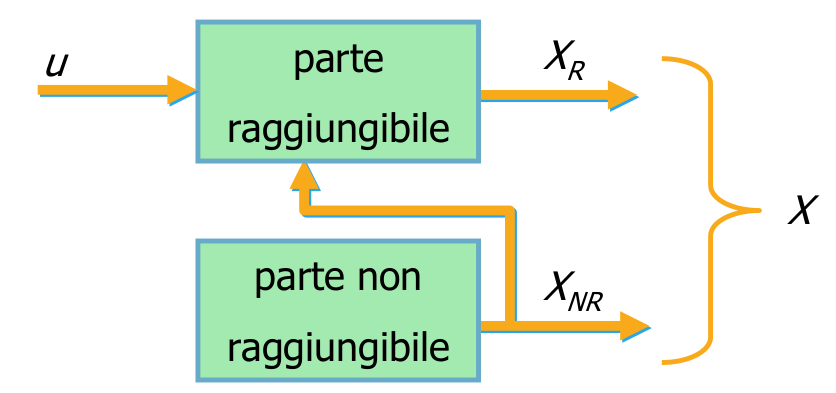 u
parte
raggiungibile
X_R
parte non
raggiungibile
X_NR
X